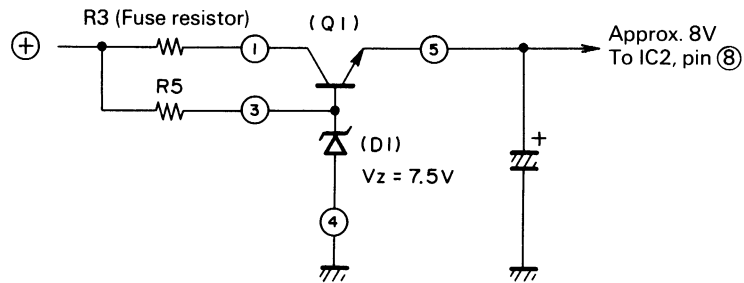 R3 (Fuse resistor)
(Q1)
+
1
5
Approx. 8V
To IC2, pin 8
R5
3
+
(D1)
Vz = 7.5V
4